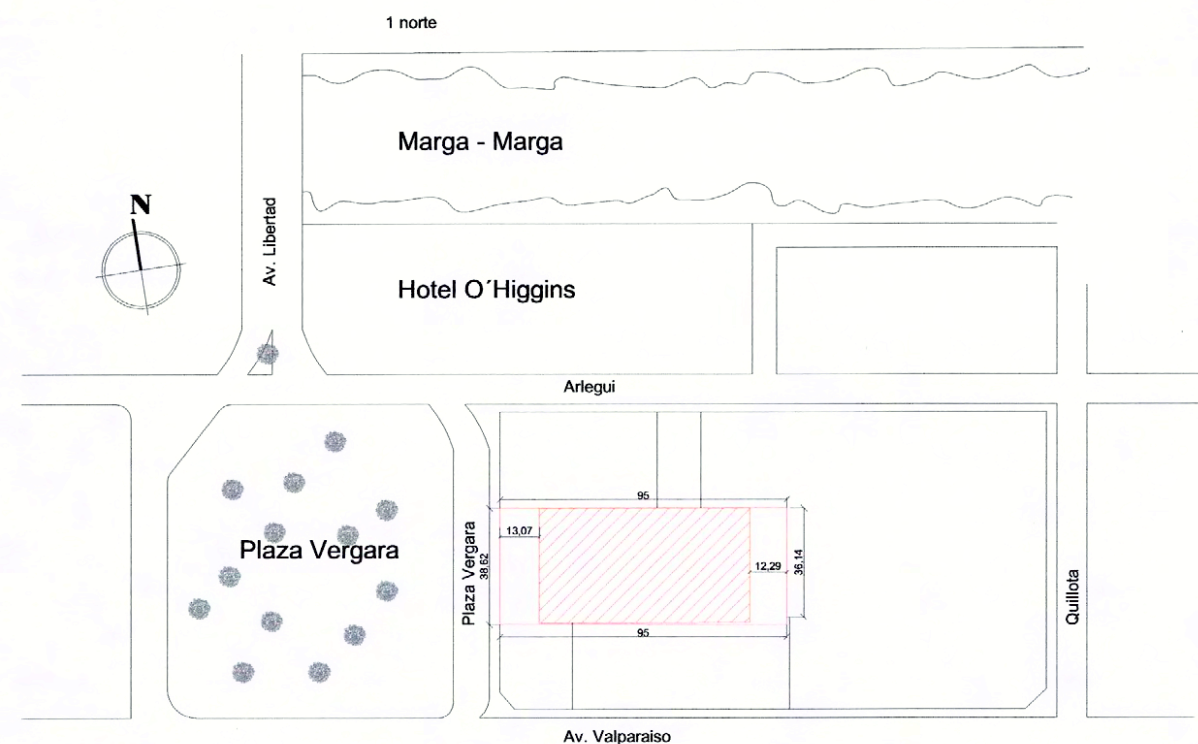 1 norte
Marga - Marga
N
Av. Libertad
Hotel O´Higgins
Arlegui
95
13,07
Plaza Vergara
Plaza Vergara
38,62
12,29
36,14
95
Quillota
Av. Valparaiso